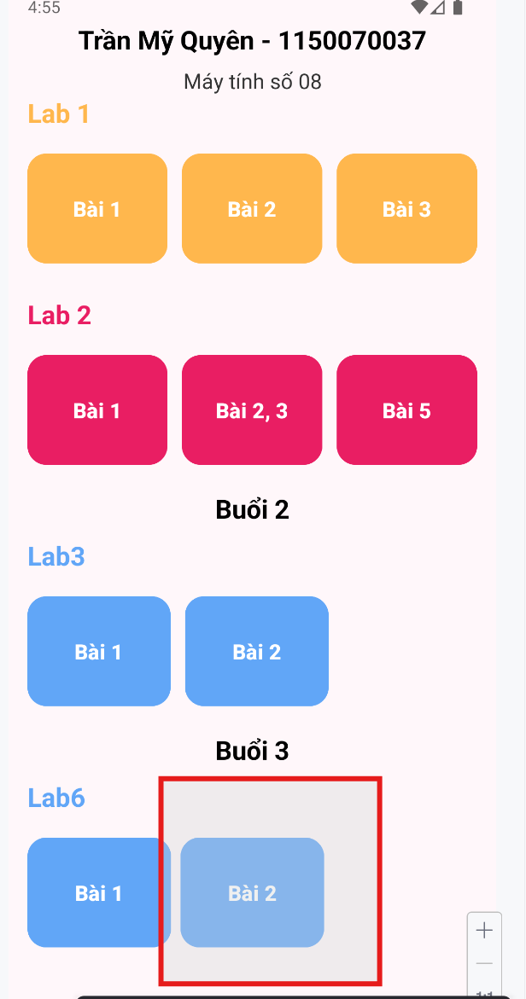 4:55
Trần Mỹ Quyên - 1150070037
Máy tính số 08
Lab 1
Bài 1 Bài 2 Bài 3
Lab 2
Bài 1 Bài 2, 3 Bài 5
Buổi 2
Lab3
Bài 1 Bài 2
Buổi 3
Lab6
Bài 1 Bài 2